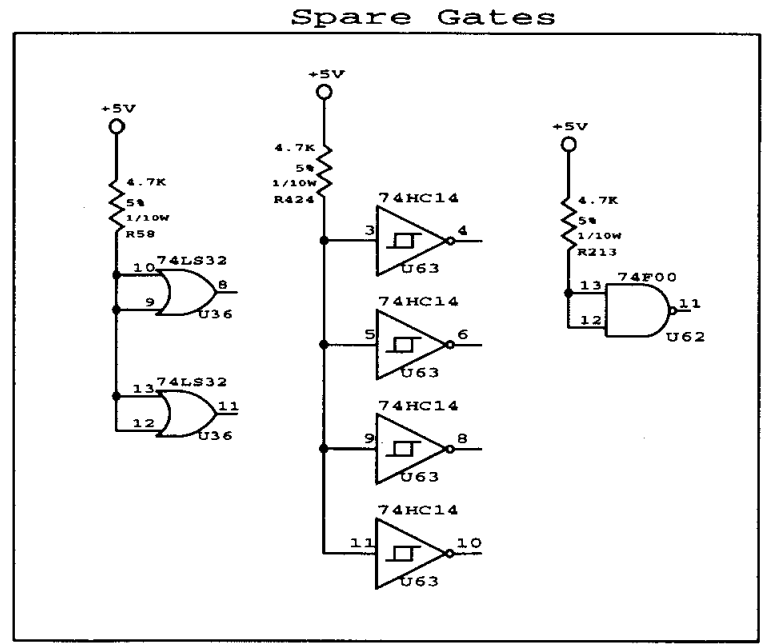 Spare Gates
+5V
4.7K
5%
1/10W
R58
74LS32
10
9
8
U36
74LS32
13
12
11
U36
+5V
4.7K
5%
1/10W
R424
74HC14
3
4
U63
74HC14
5
6
U63
74HC14
9
8
U63
74HC14
11
10
U63
+5V
4.7K
5%
1/10W
R213
74F00
13
12
11
U62